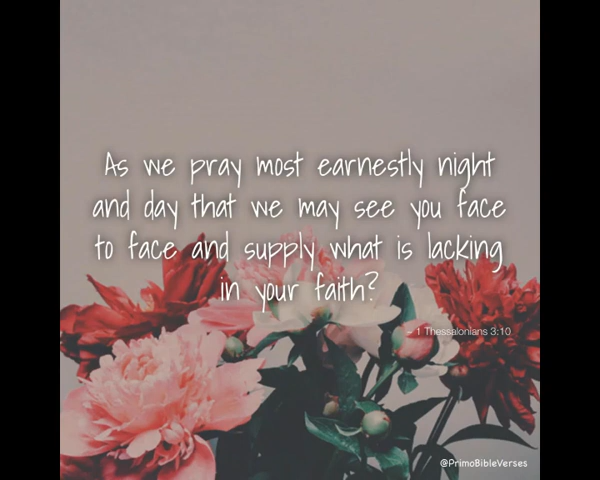 As we pray most earnestly night
and day that we may see you face
to face and supply what is lacking
in your faith?
~ 1 Thessalonians 3:10
@PrimoBibleVerses